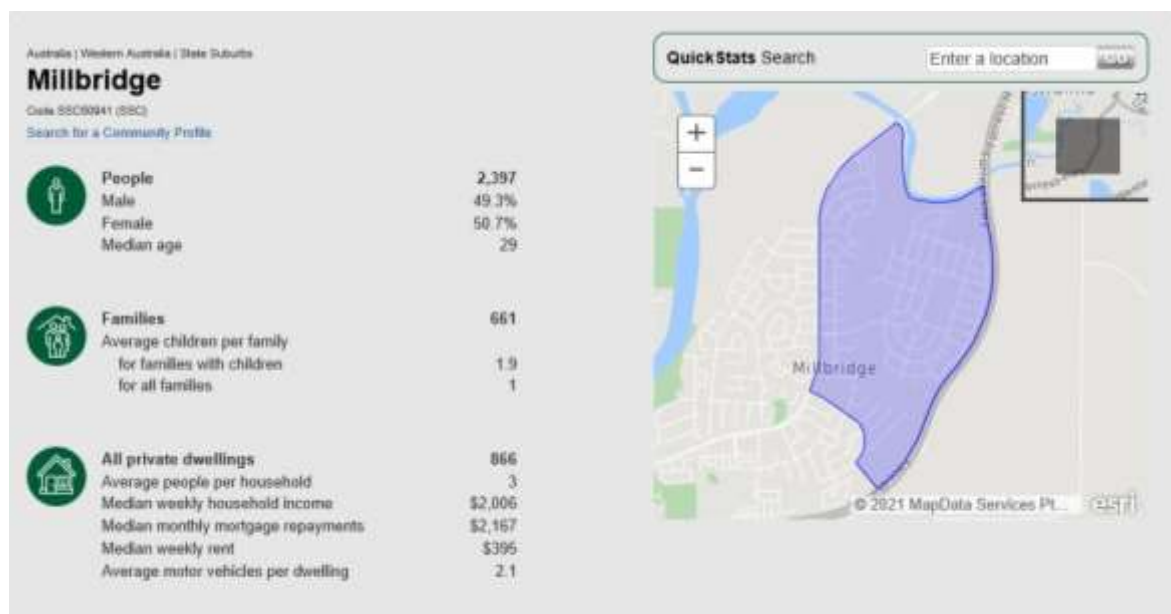 Australia | Western Australia | State Suburbs
Millbridge
Code SSC50941 (SSC)
Search for a Community Profile
People 2,397
Male 49.3%
Female 50.7%
Median age 29
Families 661
Average children per family
for families with children 1.9
for all families 1
All private dwellings 866
Average people per household 3
Median weekly household income $2,006
Median monthly mortgage repayments $2,167
Median weekly rent $395
Average motor vehicles per dwelling 2.1
QuickStats Search Enter a location
+
−
Millbridge
© 2021 MapData Services Pt...
esri